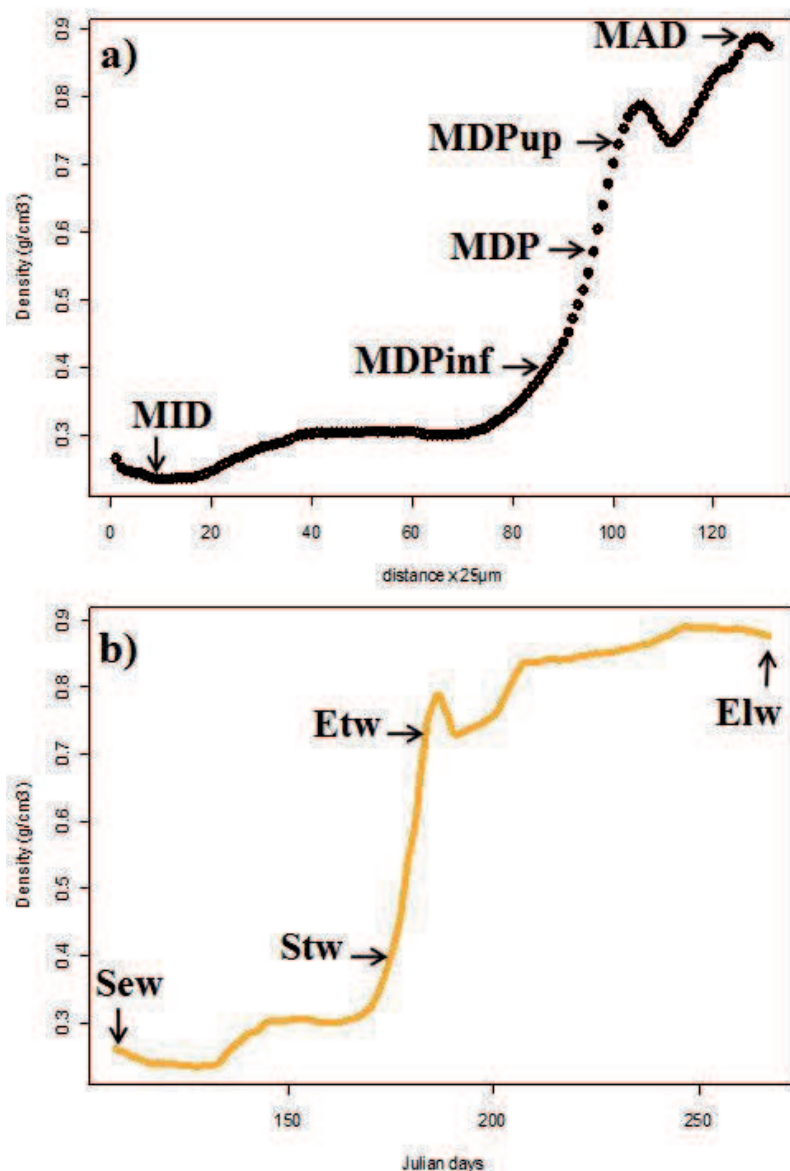 a)
MAD
MDPup
MDP
MDPinf
MID
Density (g/cm3)
0.9
0.8
0.7
0.6
0.5
0.4
0.3
0 20 40 60 80 100 120
distance x25µm
b)
Etw
Elw
Stw
Sew
Density (g/cm3)
0.9
0.8
0.7
0.6
0.5
0.4
0.3
150 200 250
Julian days